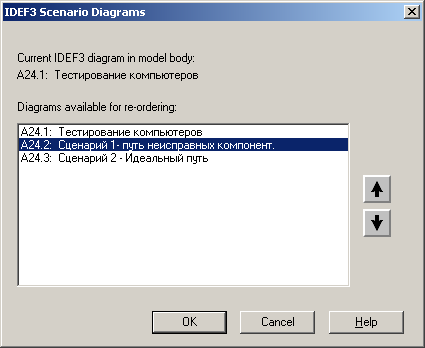 IDEF3 Scenario Diagrams
Current IDEF3 diagram in model body:
A24.1: Тестирование компьютеров
Diagrams available for re-ordering:
A24.1: Тестирование компьютеров
A24.2: Сценарий 1- путь неисправных компонент.
A24.3: Сценарий 2 - Идеальный путь
OK
Cancel
Help